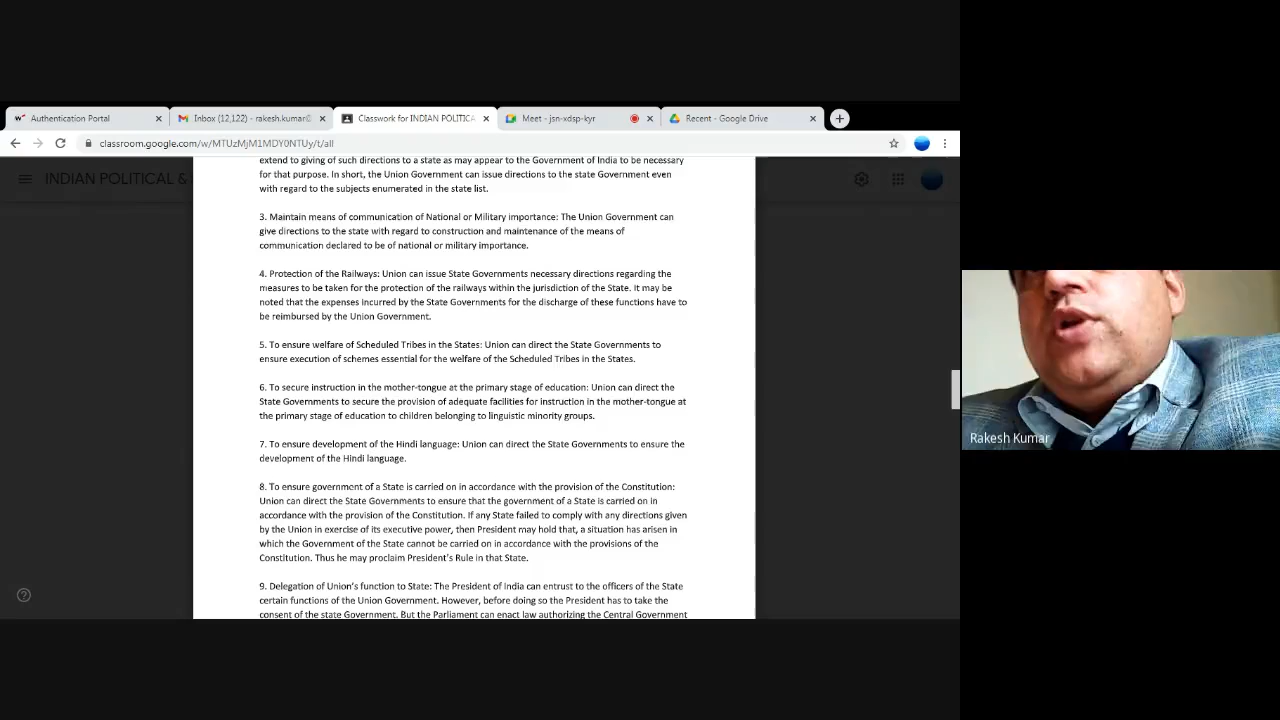 Authentication Portal
Inbox (12,122) - rakesh.kumar@
Classwork for INDIAN POLITICA
Meet - jsn-xdsp-kyr
Recent - Google Drive
classroom.google.com/w/MTUzMjM1MDY0NTUy/t/all
INDIAN POLITICAL &
extend to giving of such directions to a state as may appear to the Government of India to be necessary
for that purpose. In short, the Union Government can issue directions to the state Government even
with regard to the subjects enumerated in the state list.
3. Maintain means of communication of National or Military importance: The Union Government can
give directions to the state with regard to construction and maintenance of the means of
communication declared to be of national or military importance.
4. Protection of the Railways: Union can issue State Governments necessary directions regarding the
measures to be taken for the protection of the railways within the jurisdiction of the State. It may be
noted that the expenses incurred by the State Governments for the discharge of these functions have to
be reimbursed by the Union Government.
5. To ensure welfare of Scheduled Tribes in the States: Union can direct the State Governments to
ensure execution of schemes essential for the welfare of the Scheduled Tribes in the States.
6. To secure instruction in the mother-tongue at the primary stage of education: Union can direct the
State Governments to secure the provision of adequate facilities for instruction in the mother-tongue at
the primary stage of education to children belonging to linguistic minority groups.
7. To ensure development of the Hindi language: Union can direct the State Governments to ensure the
development of the Hindi language.
8. To ensure government of a State is carried on in accordance with the provision of the Constitution:
Union can direct the State Governments to ensure that the government of a State is carried on in
accordance with the provision of the Constitution. If any State failed to comply with any directions given
by the Union in exercise of its executive power, then President may hold that, a situation has arisen in
which the Government of the State cannot be carried on in accordance with the provisions of the
Constitution. Thus he may proclaim President's Rule in that State.
9. Delegation of Union's function to State: The President of India can entrust to the officers of the State
certain functions of the Union Government. However, before doing so the President has to take the
consent of the state Government. But the Parliament can enact law authorizing the Central Government
Rakesh Kumar